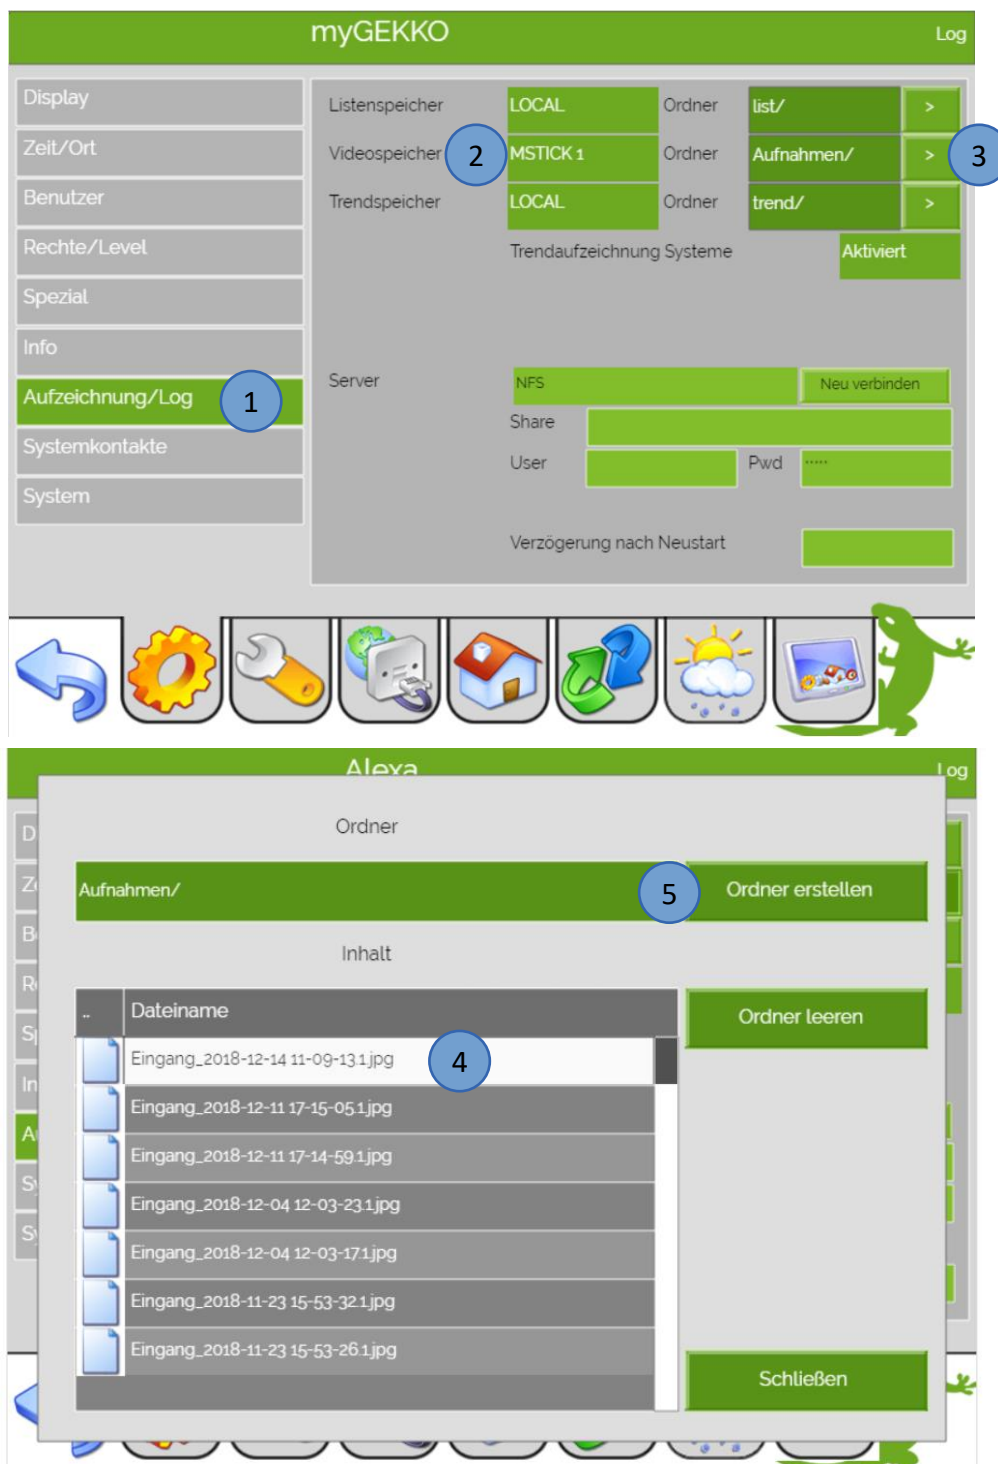 myGEKKO
Log
Display
Zeit/Ort
Benutzer
Rechte/Level
Spezial
Info
Aufzeichnung/Log 1
Systemkontakte
System
Listenspeicher LOCAL Ordner list/ >
Videospeicher 2 MSTICK 1 Ordner Aufnahmen/ > 3
Trendspeicher LOCAL Ordner trend/ >
Trendaufzeichnung Systeme Aktiviert
Server NFS Neu verbinden
Share
User Pwd .....
Verzögerung nach Neustart
Alexa
Log
Ordner
Aufnahmen/ 5 Ordner erstellen
Inhalt
.. Dateiname
Ordner leeren
Eingang_2018-12-14 11-09-13.1.jpg 4
Eingang_2018-12-11 17-15-05.1.jpg
Eingang_2018-12-11 17-14-59.1.jpg
Eingang_2018-12-04 12-03-23.1.jpg
Eingang_2018-12-04 12-03-17.1.jpg
Eingang_2018-11-23 15-53-32.1.jpg
Eingang_2018-11-23 15-53-26.1.jpg
Schließen